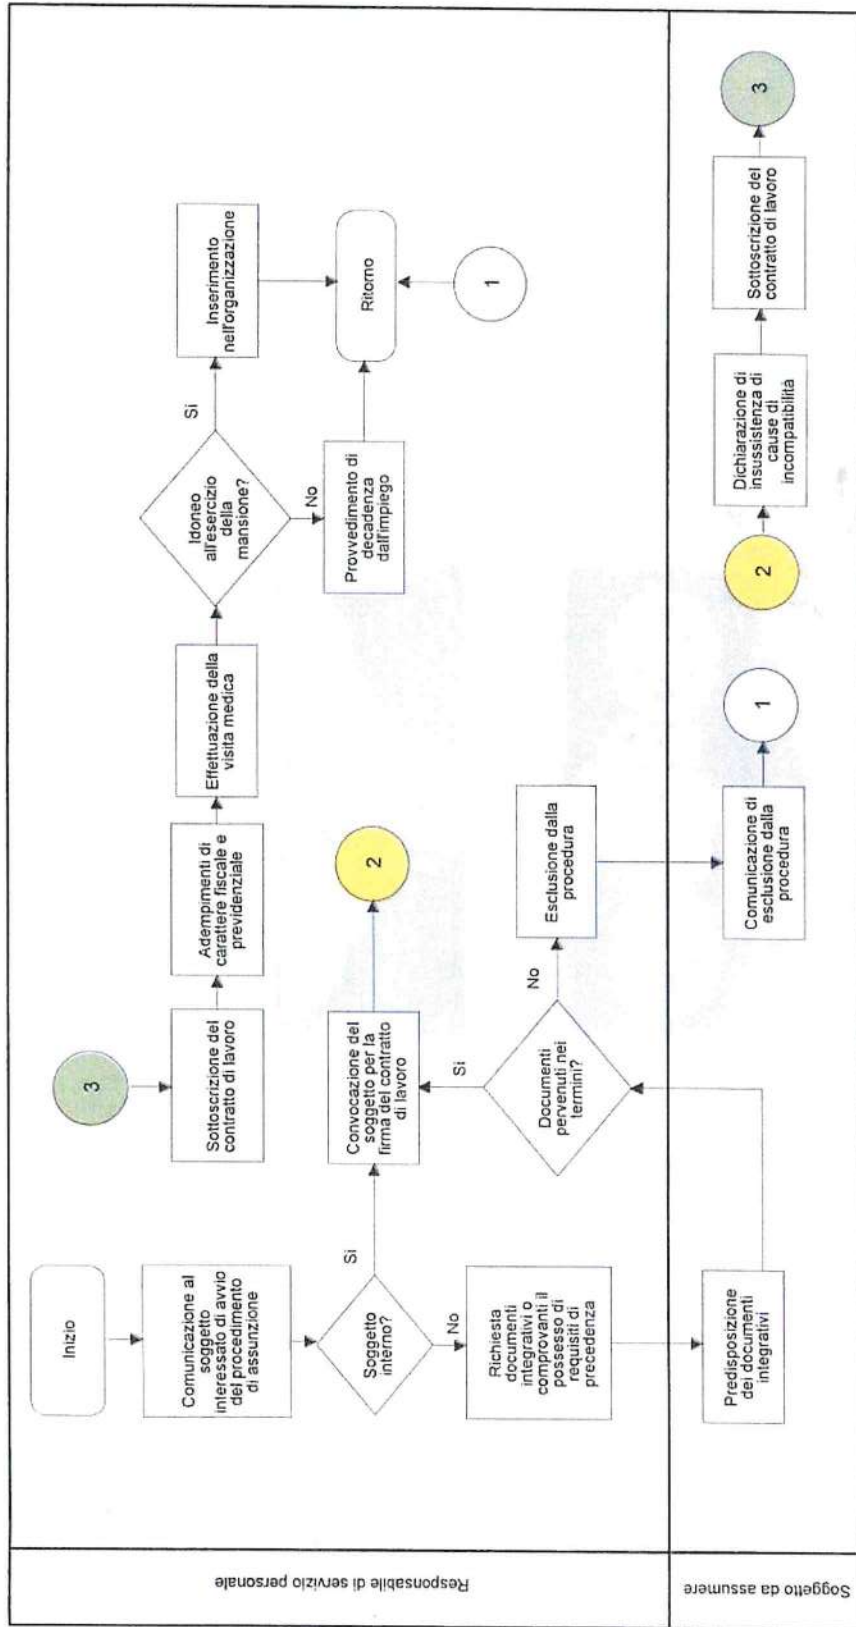 Responsabile di servizio personale
Inizio
Comunicazione al
soggetto
interessato di avvio
del procedimento
di assunzione
Soggetto
interno?
Si
No
Richiesta
documenti
integrativi o
comprovanti il
possesso di
requisiti di
precedenza
Convocazione del
soggetto per la
firma del contratto
di lavoro
2
Documenti
pervenuti nei
termini?
Si
No
Esclusione dalla
procedura
3
Sottoscrizione del
contratto di lavoro
Adempimenti di
carattere fiscale e
previdenziale
Effettuazione della
visita medica
Idoneo
all'esercizio
della
mansione?
Si
No
Inserimento
nell'organizzazione
Provvedimento di
decadenza
dall'impiego
Ritorno
1
Soggetto da assumere
Predisposizione
dei documenti
integrativi
Comunicazione di
esclusione dalla
procedura
1
2
Dichiarazione di
insussistenza di
cause di
incompatibilità
Sottoscrizione del
contratto di lavoro
3